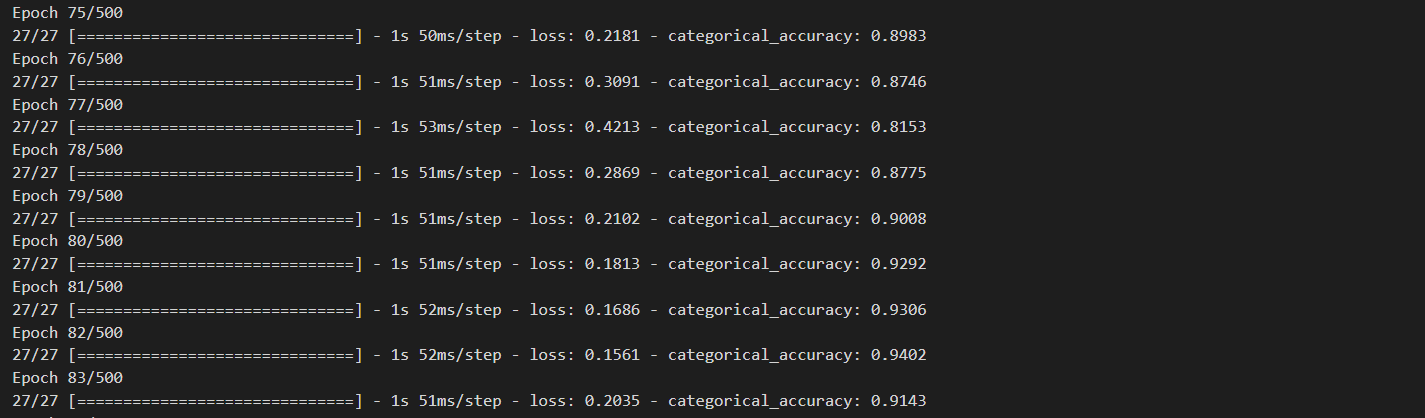 Epoch 75/500
27/27 [==============================] - 1s 50ms/step - loss: 0.2181 - categorical_accuracy: 0.8983
Epoch 76/500
27/27 [==============================] - 1s 51ms/step - loss: 0.3091 - categorical_accuracy: 0.8746
Epoch 77/500
27/27 [==============================] - 1s 53ms/step - loss: 0.4213 - categorical_accuracy: 0.8153
Epoch 78/500
27/27 [==============================] - 1s 51ms/step - loss: 0.2869 - categorical_accuracy: 0.8775
Epoch 79/500
27/27 [==============================] - 1s 51ms/step - loss: 0.2102 - categorical_accuracy: 0.9008
Epoch 80/500
27/27 [==============================] - 1s 51ms/step - loss: 0.1813 - categorical_accuracy: 0.9292
Epoch 81/500
27/27 [==============================] - 1s 52ms/step - loss: 0.1686 - categorical_accuracy: 0.9306
Epoch 82/500
27/27 [==============================] - 1s 52ms/step - loss: 0.1561 - categorical_accuracy: 0.9402
Epoch 83/500
27/27 [==============================] - 1s 51ms/step - loss: 0.2035 - categorical_accuracy: 0.9143